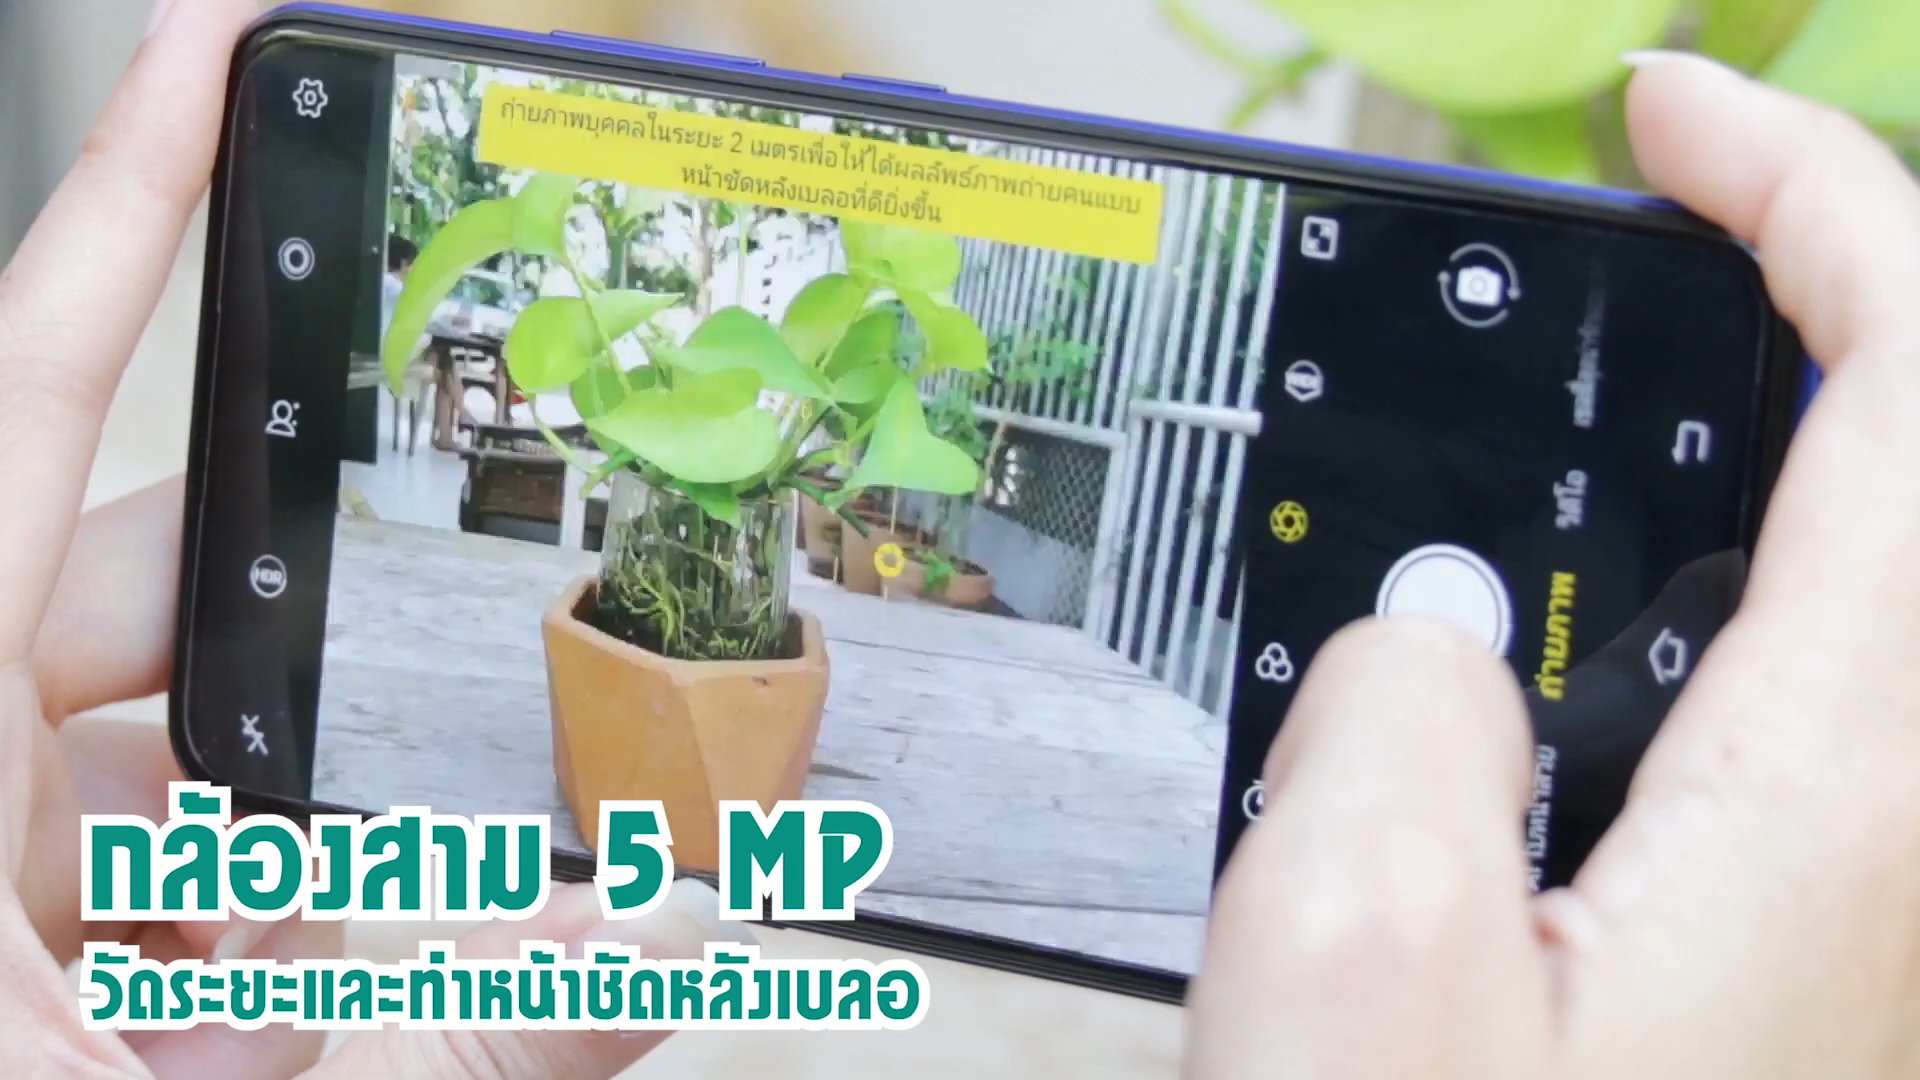 ถ่ายภาพบุคคลในระยะ 2 เมตรเพื่อให้ได้ผลลัพธ์ภาพถ่ายคนแบบ
หน้าชัดหลังเบลอที่ดียิ่งขึ้น
HDR
วิดีโอ
ถ่ายภาพ
กล้องสาม 5 MP
วัดระยะและทำหน้าชัดหลังเบลอ